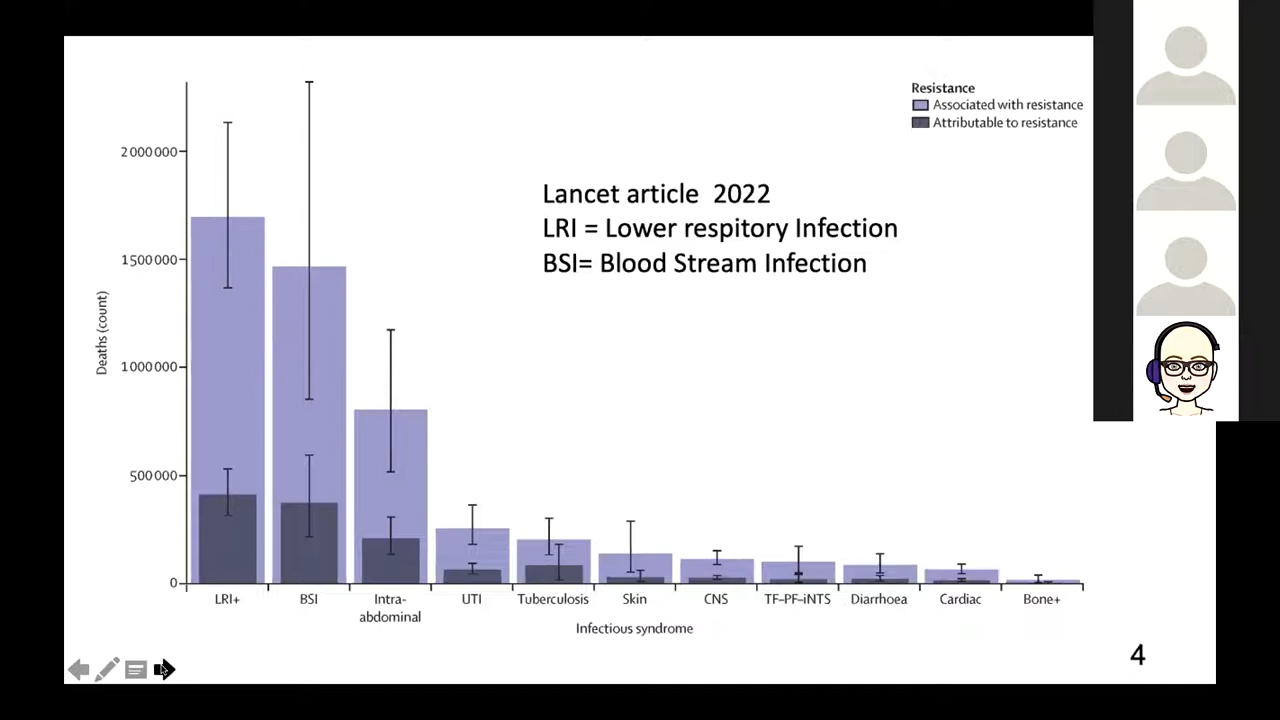 Resistance
Associated with resistance
Attributable to resistance
Lancet article 2022
LRI = Lower respitory Infection
BSI= Blood Stream Infection
Deaths (count)
2 000 000
1 500 000
1 000 000
500 000
0
LRI+
BSI
Intra-
abdominal
UTI
Tuberculosis
Skin
CNS
TF–PF–iNTS
Diarrhoea
Cardiac
Bone+
Infectious syndrome
4